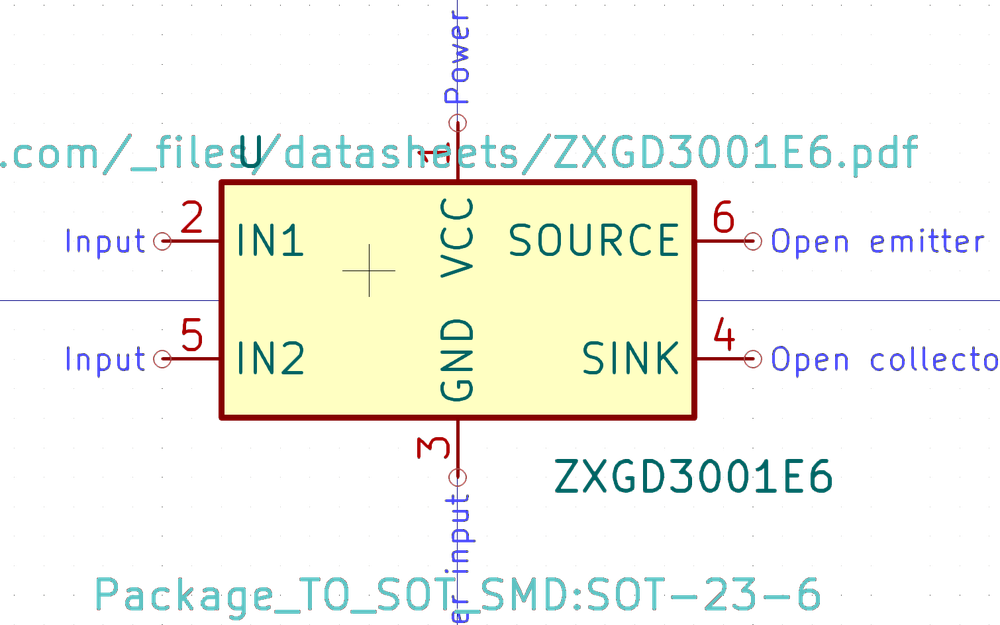 Power
.com/_files/datasheets/ZXGD3001E6.pdf
U
1
2
6
Input
IN1
VCC
SOURCE
Open emitter
5
4
Input
IN2
GND
SINK
Open collecto
3
ZXGD3001E6
er input
Package_TO_SOT_SMD:SOT-23-6